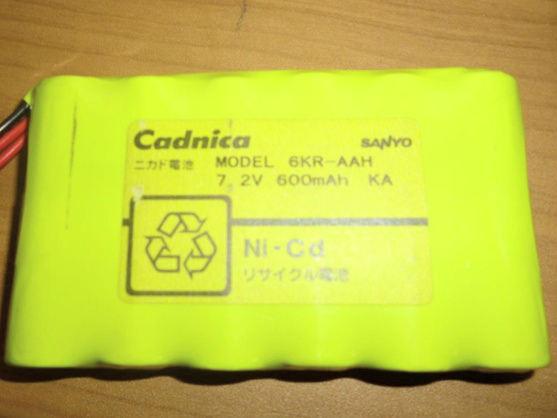 Cadnica SANYO
ニカド電池 MODEL 6KR-AAH
7.2V 600mAh KA
Ni-Cd
リサイクル電池